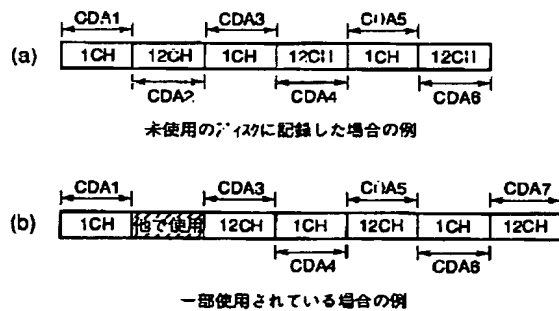 CDA1 CDA3 CDA5
(a) 1CH 12CH 1CH 12CH 1CH 12CH
CDA2 CDA4 CDA6
未使用のディスクに記録した場合の例
CDA1 CDA3 CDA5 CDA7
(b) 1CH 他で使用 12CH 1CH 12CH 1CH 12CH
CDA4 CDA6
一部使用されている場合の例